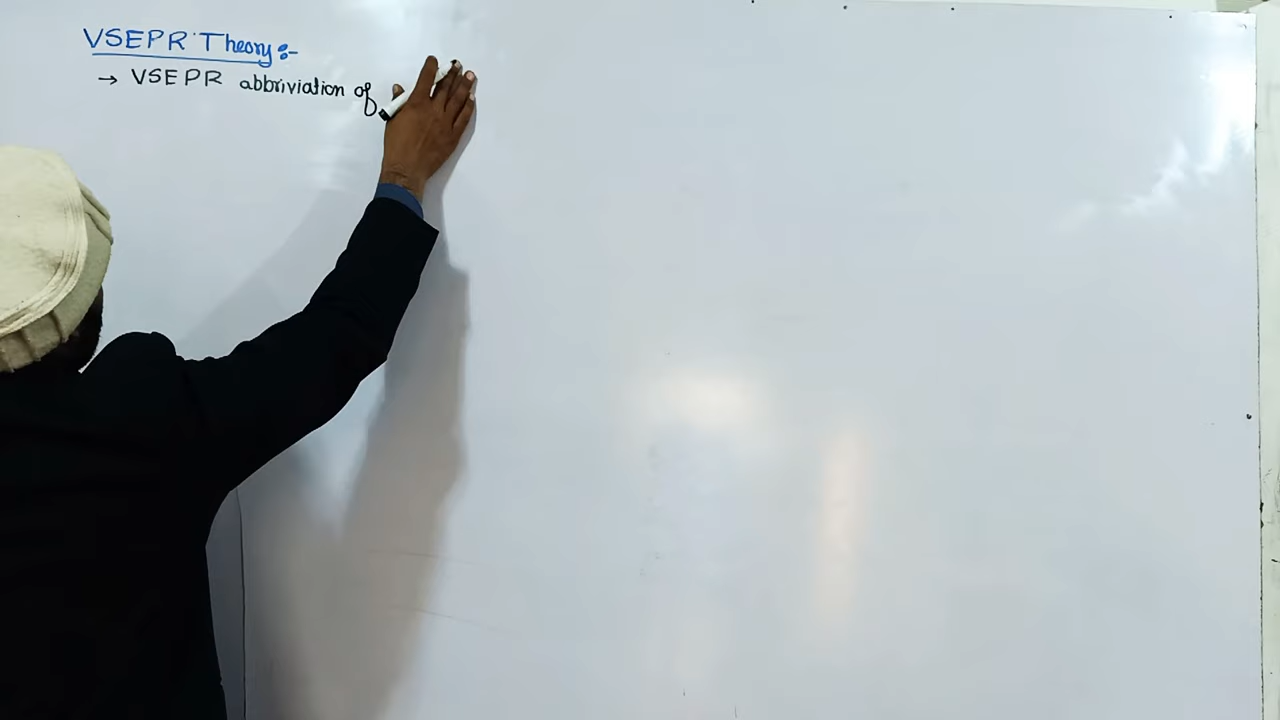 VSEPR Theory :-
→ VSEPR abbriviation of